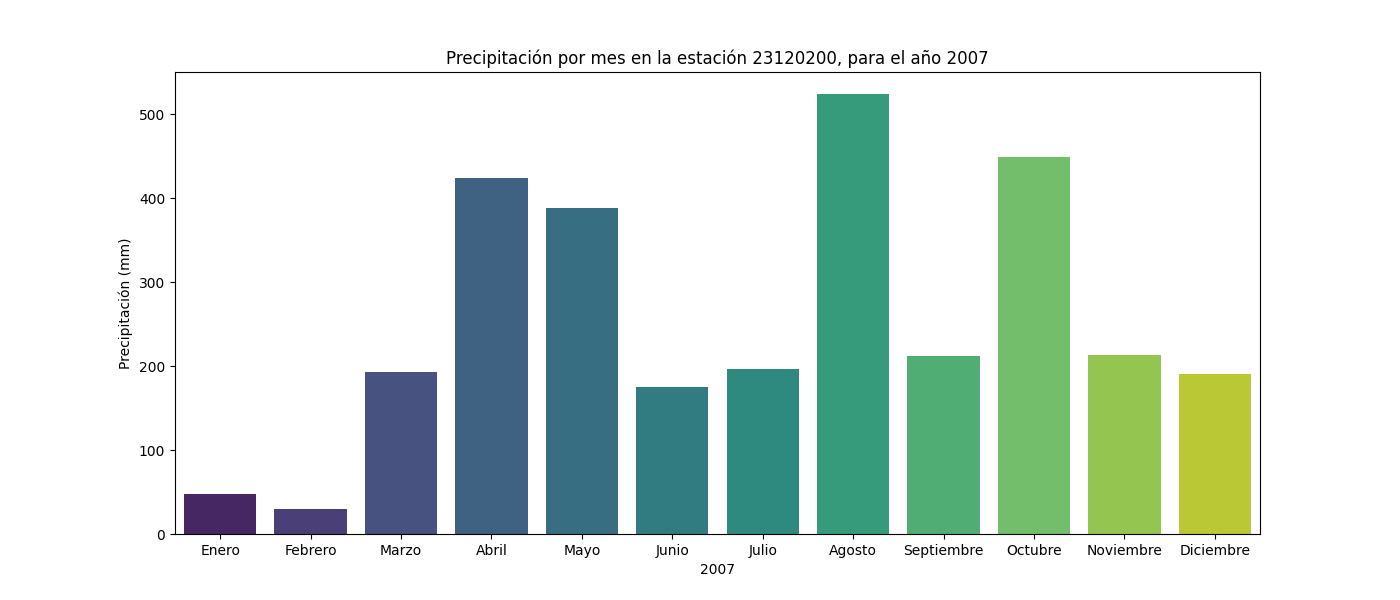 Precipitación por mes en la estación 23120200, para el año 2007
Precipitación (mm)
500
400
300
200
100
0
Enero Febrero Marzo Abril Mayo Junio Julio Agosto Septiembre Octubre Noviembre Diciembre
2007